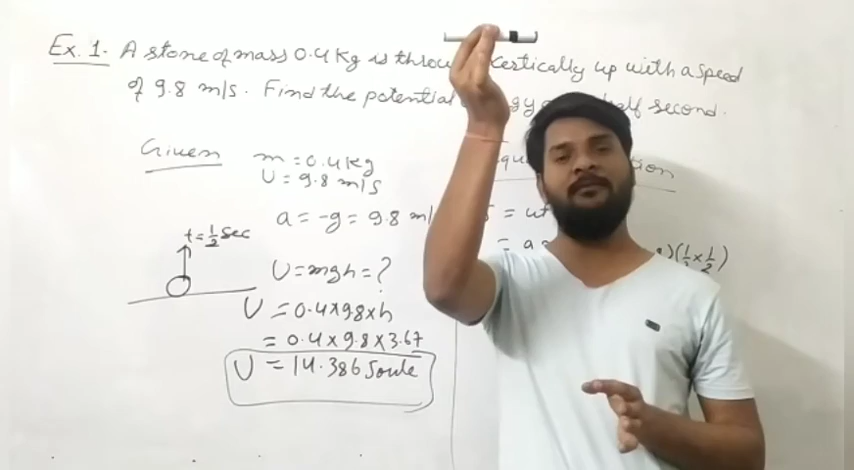 Ex. 1. A stone of mass 0.4 Kg is throw vertically up with a speed
of 9.8 m/s. Find the potential gy half second.
Given m = 0.4 kg
U = 9.8 m/s
a = -g = 9.8 m/
t = 1/2 sec
U = mgh = ?
U = 0.4 × 9.8 × h
= 0.4 × 9.8 × 3.67
U = 14.386 Joule
= ut
= a
)(1/2 × 1/2)